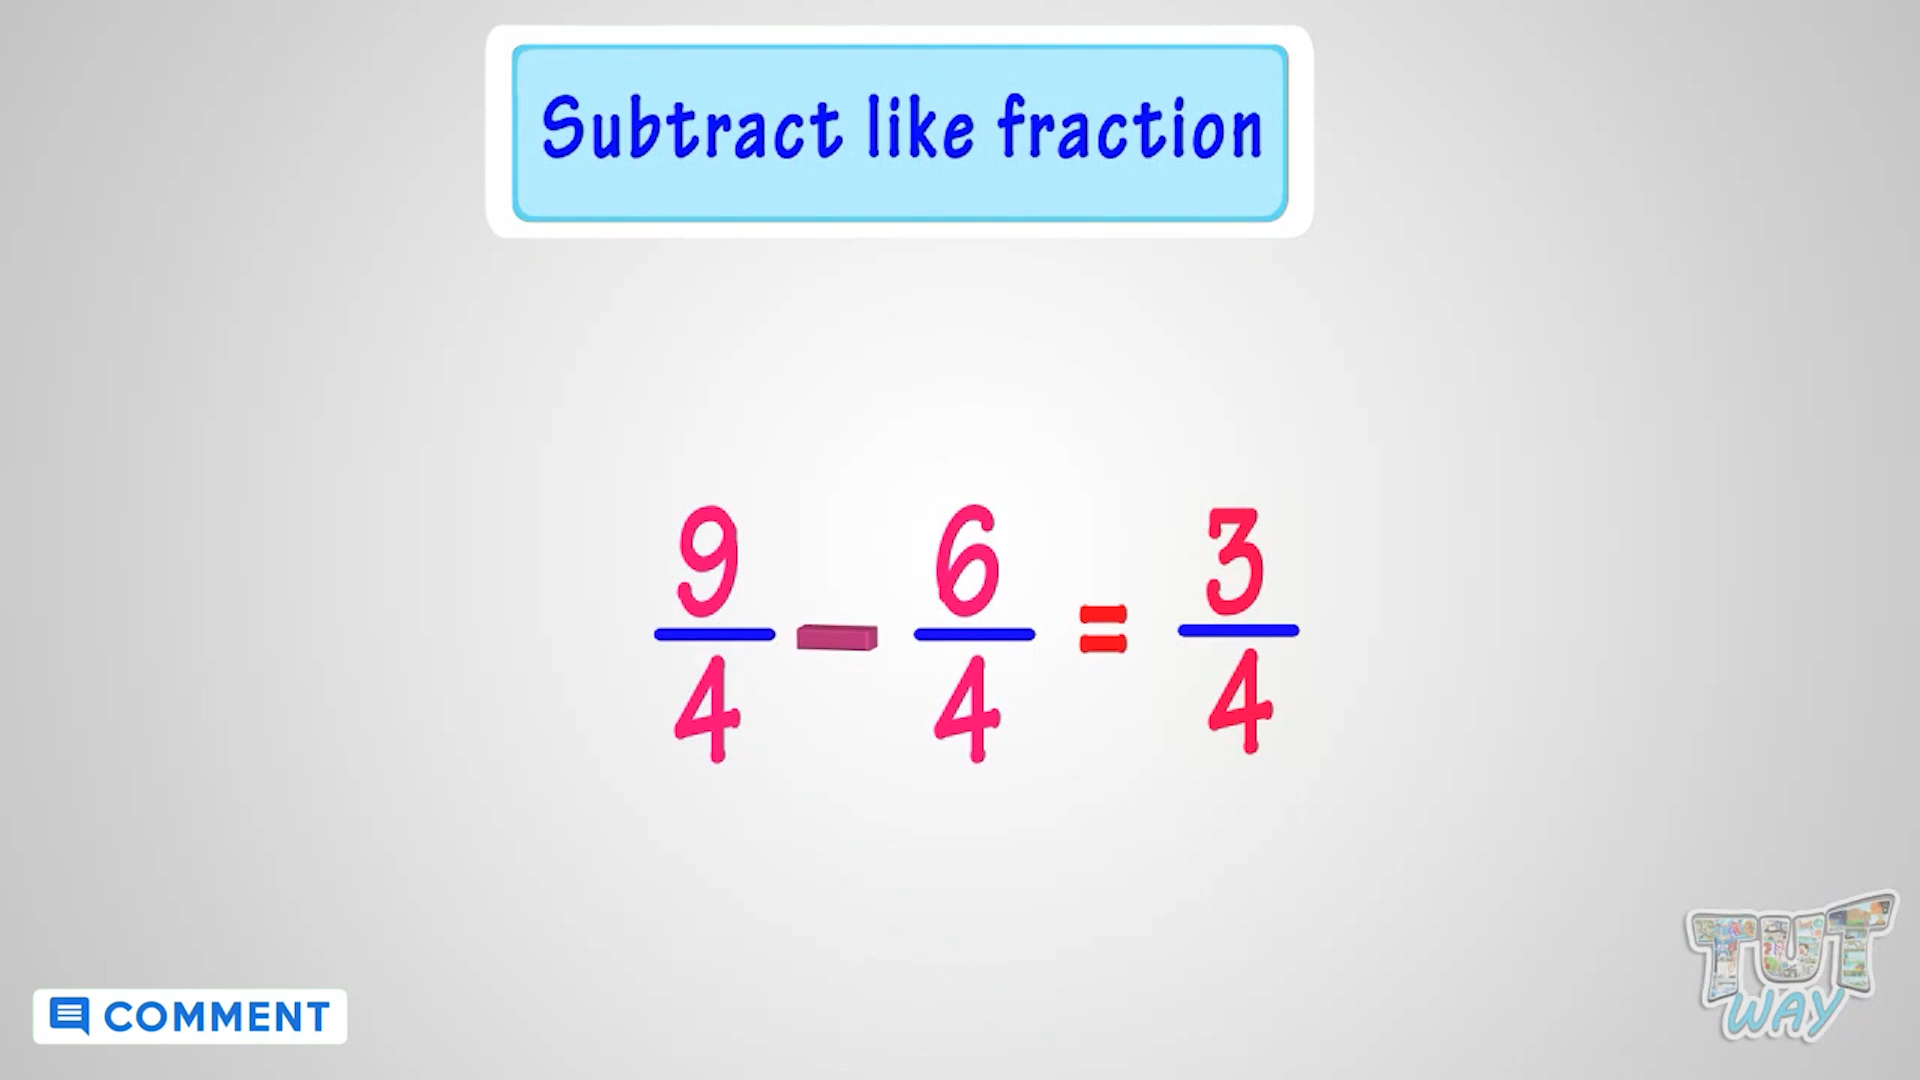 Subtract like fraction
9/4 - 6/4 = 3/4
COMMENT
TUT
WAY